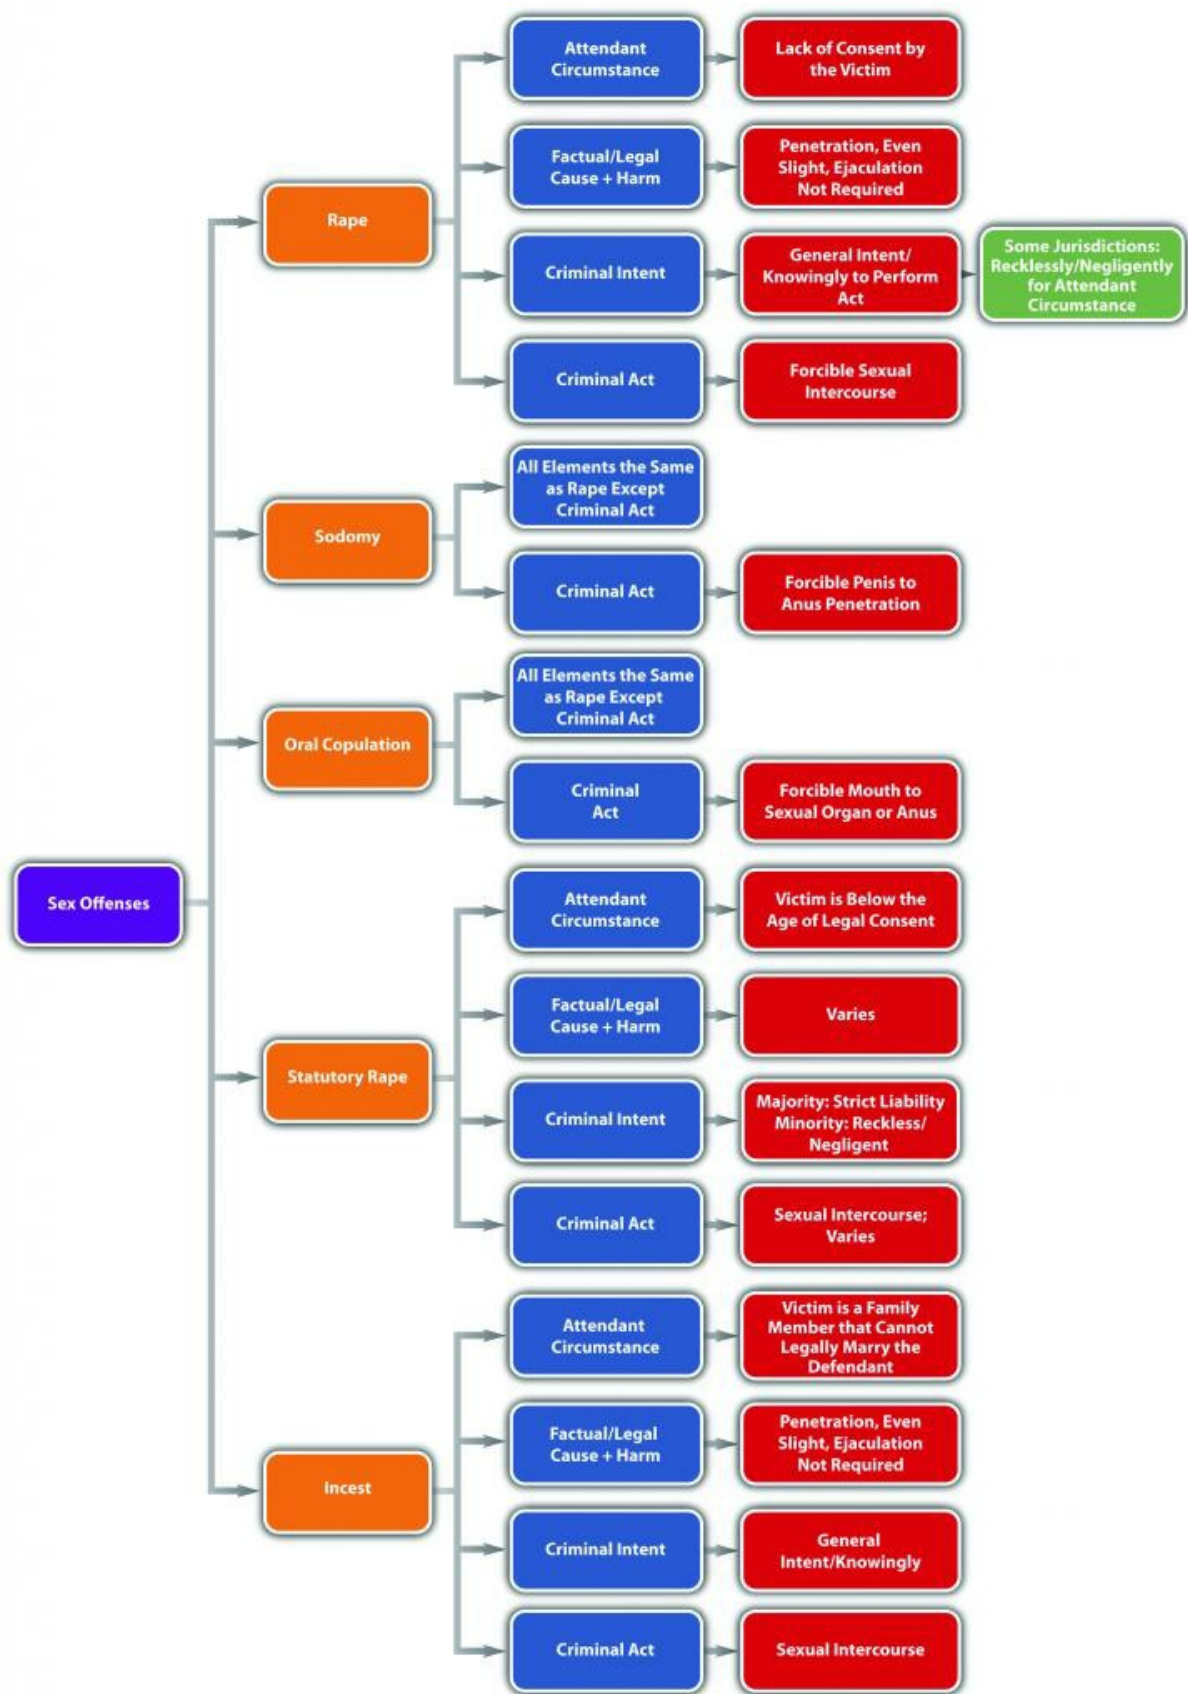 Attendant
Circumstance
Lack of Consent by
the Victim
Factual/Legal
Cause + Harm
Penetration, Even
Slight, Ejaculation
Not Required
Rape
Criminal Intent
General Intent/
Knowingly to Perform
Act
Some Jurisdictions:
Recklessly/Negligently
for Attendant
Circumstance
Criminal Act
Forcible Sexual
Intercourse
All Elements the Same
as Rape Except
Criminal Act
Sodomy
Criminal Act
Forcible Penis to
Anus Penetration
All Elements the Same
as Rape Except
Criminal Act
Oral Copulation
Criminal
Act
Forcible Mouth to
Sexual Organ or Anus
Sex Offenses
Attendant
Circumstance
Victim is Below the
Age of Legal Consent
Factual/Legal
Cause + Harm
Varies
Statutory Rape
Criminal Intent
Majority: Strict Liability
Minority: Reckless/
Negligent
Criminal Act
Sexual Intercourse;
Varies
Attendant
Circumstance
Victim is a Family
Member that Cannot
Legally Marry the
Defendant
Factual/Legal
Cause + Harm
Penetration, Even
Slight, Ejaculation
Not Required
Incest
Criminal Intent
General
Intent/Knowingly
Criminal Act
Sexual Intercourse